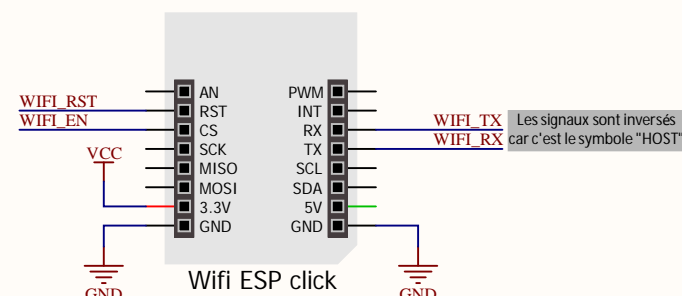 WIFI_RST
WIFI_EN
VCC
GND
AN
RST
CS
SCK
MISO
MOSI
3.3V
GND
PWM
INT
RX
TX
SCL
SDA
5V
GND
WIFI_TX
WIFI_RX
Les signaux sont inversés
car c'est le symbole "HOST"
GND
Wifi ESP click